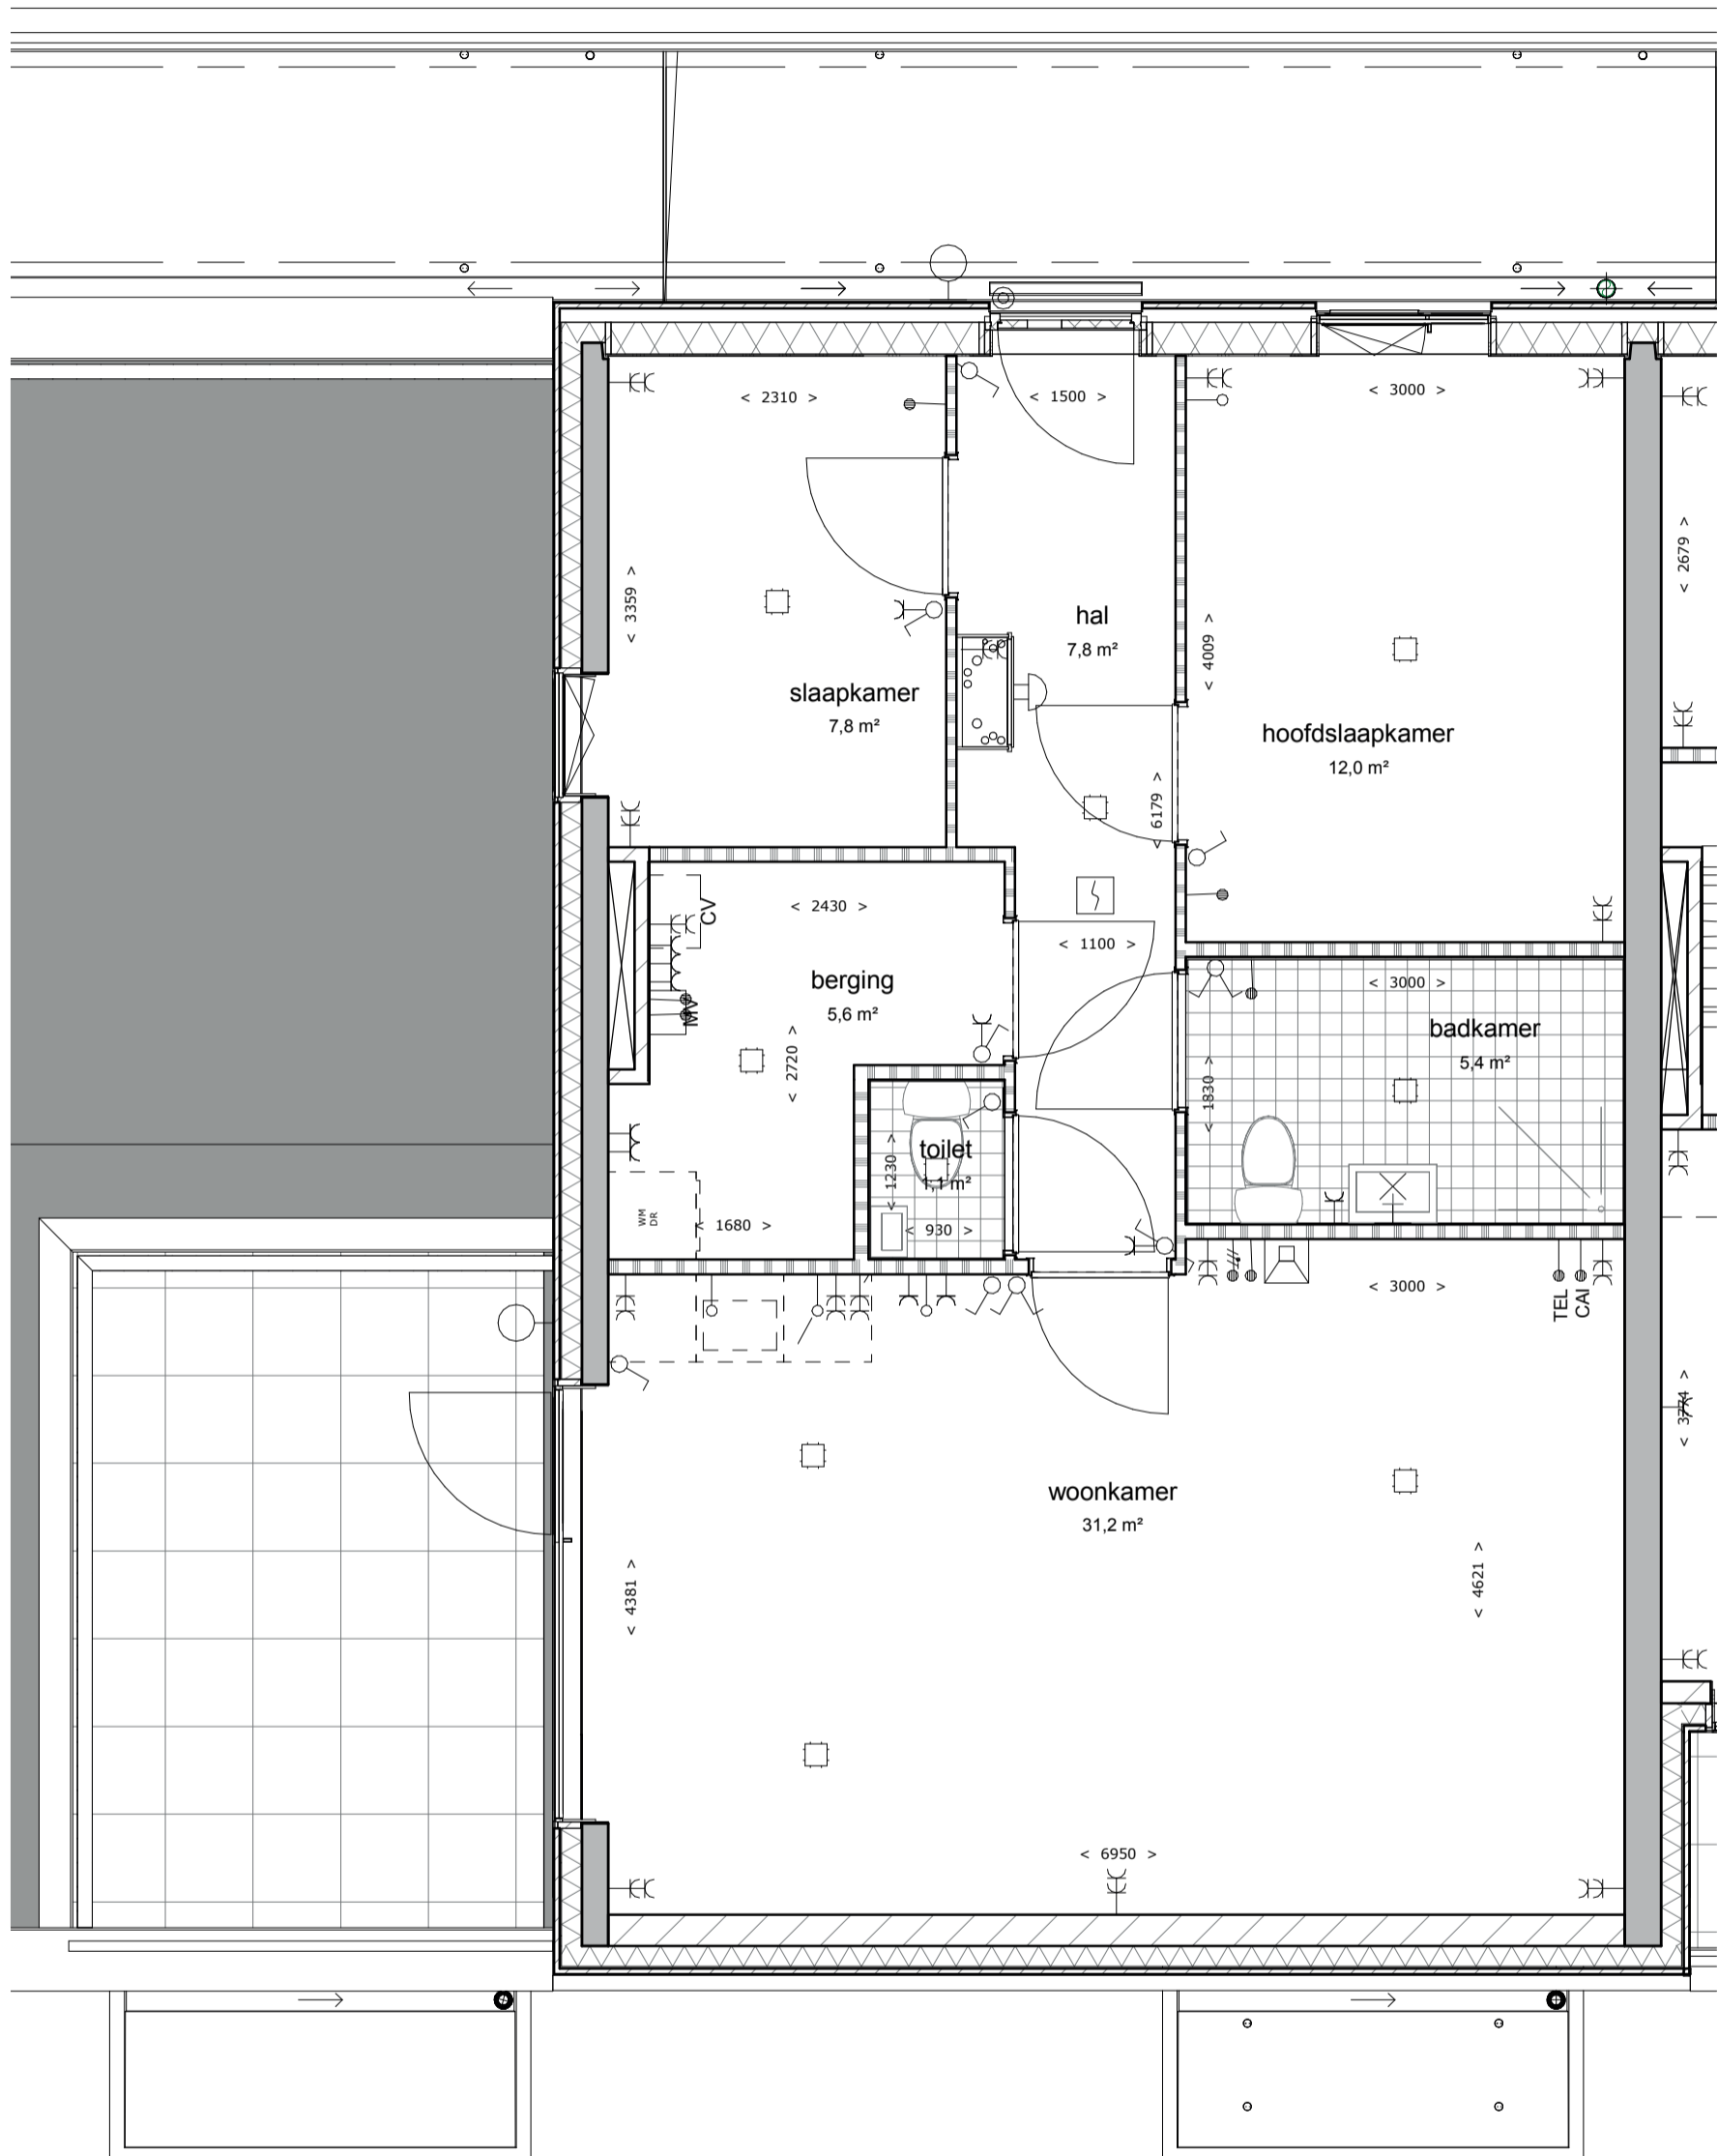 < 2310 >
< 1500 >
< 3000 >
< 2679 >
< 3359 >
hal
7,8 m²
< 4009 >
slaapkamer
7,8 m²
hoofdslaapkamer
12,0 m²
< 6179 >
CV
< 2430 >
< 1100 >
berging
5,6 m²
< 3000 >
MV
badkamer
5,4 m²
< 2720 >
< 1830 >
toilet
1,1 m²
< 1230 >
WM
DR
< 1680 >
< 930 >
< 3000 >
TEL
CAI
< 3774 >
woonkamer
31,2 m²
< 4381 >
< 4621 >
< 6950 >